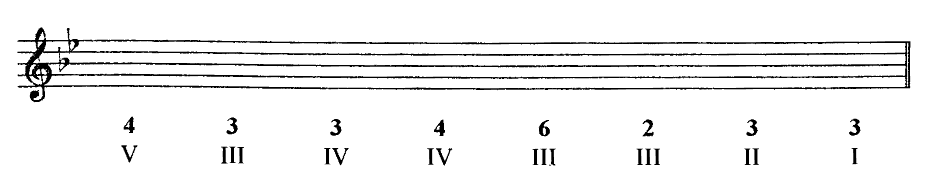 4 3 3 4 6 2 3 3
V III IV IV III III II I